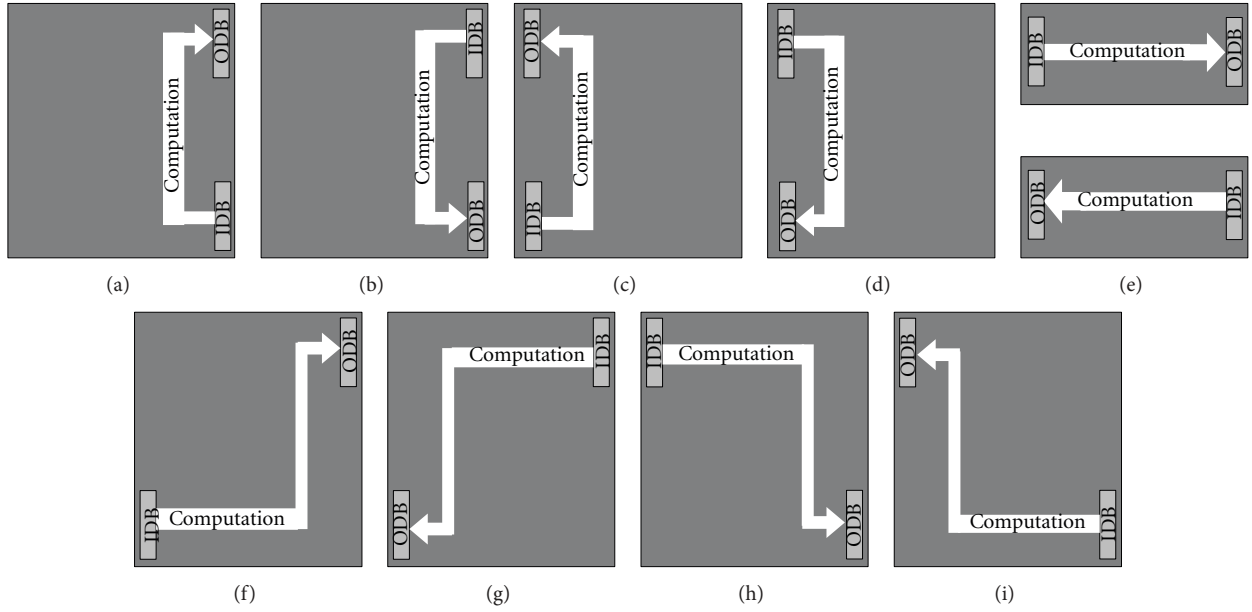 ODB
Computation
IDB
(a)
IDB
Computation
ODB
(b)
ODB
Computation
IDB
(c)
IDB
Computation
ODB
(d)
IDB
Computation
ODB
ODB
Computation
IDB
(e)
ODB
IDB
Computation
(f)
Computation
IDB
ODB
(g)
IDB
Computation
ODB
(h)
ODB
Computation
IDB
(i)